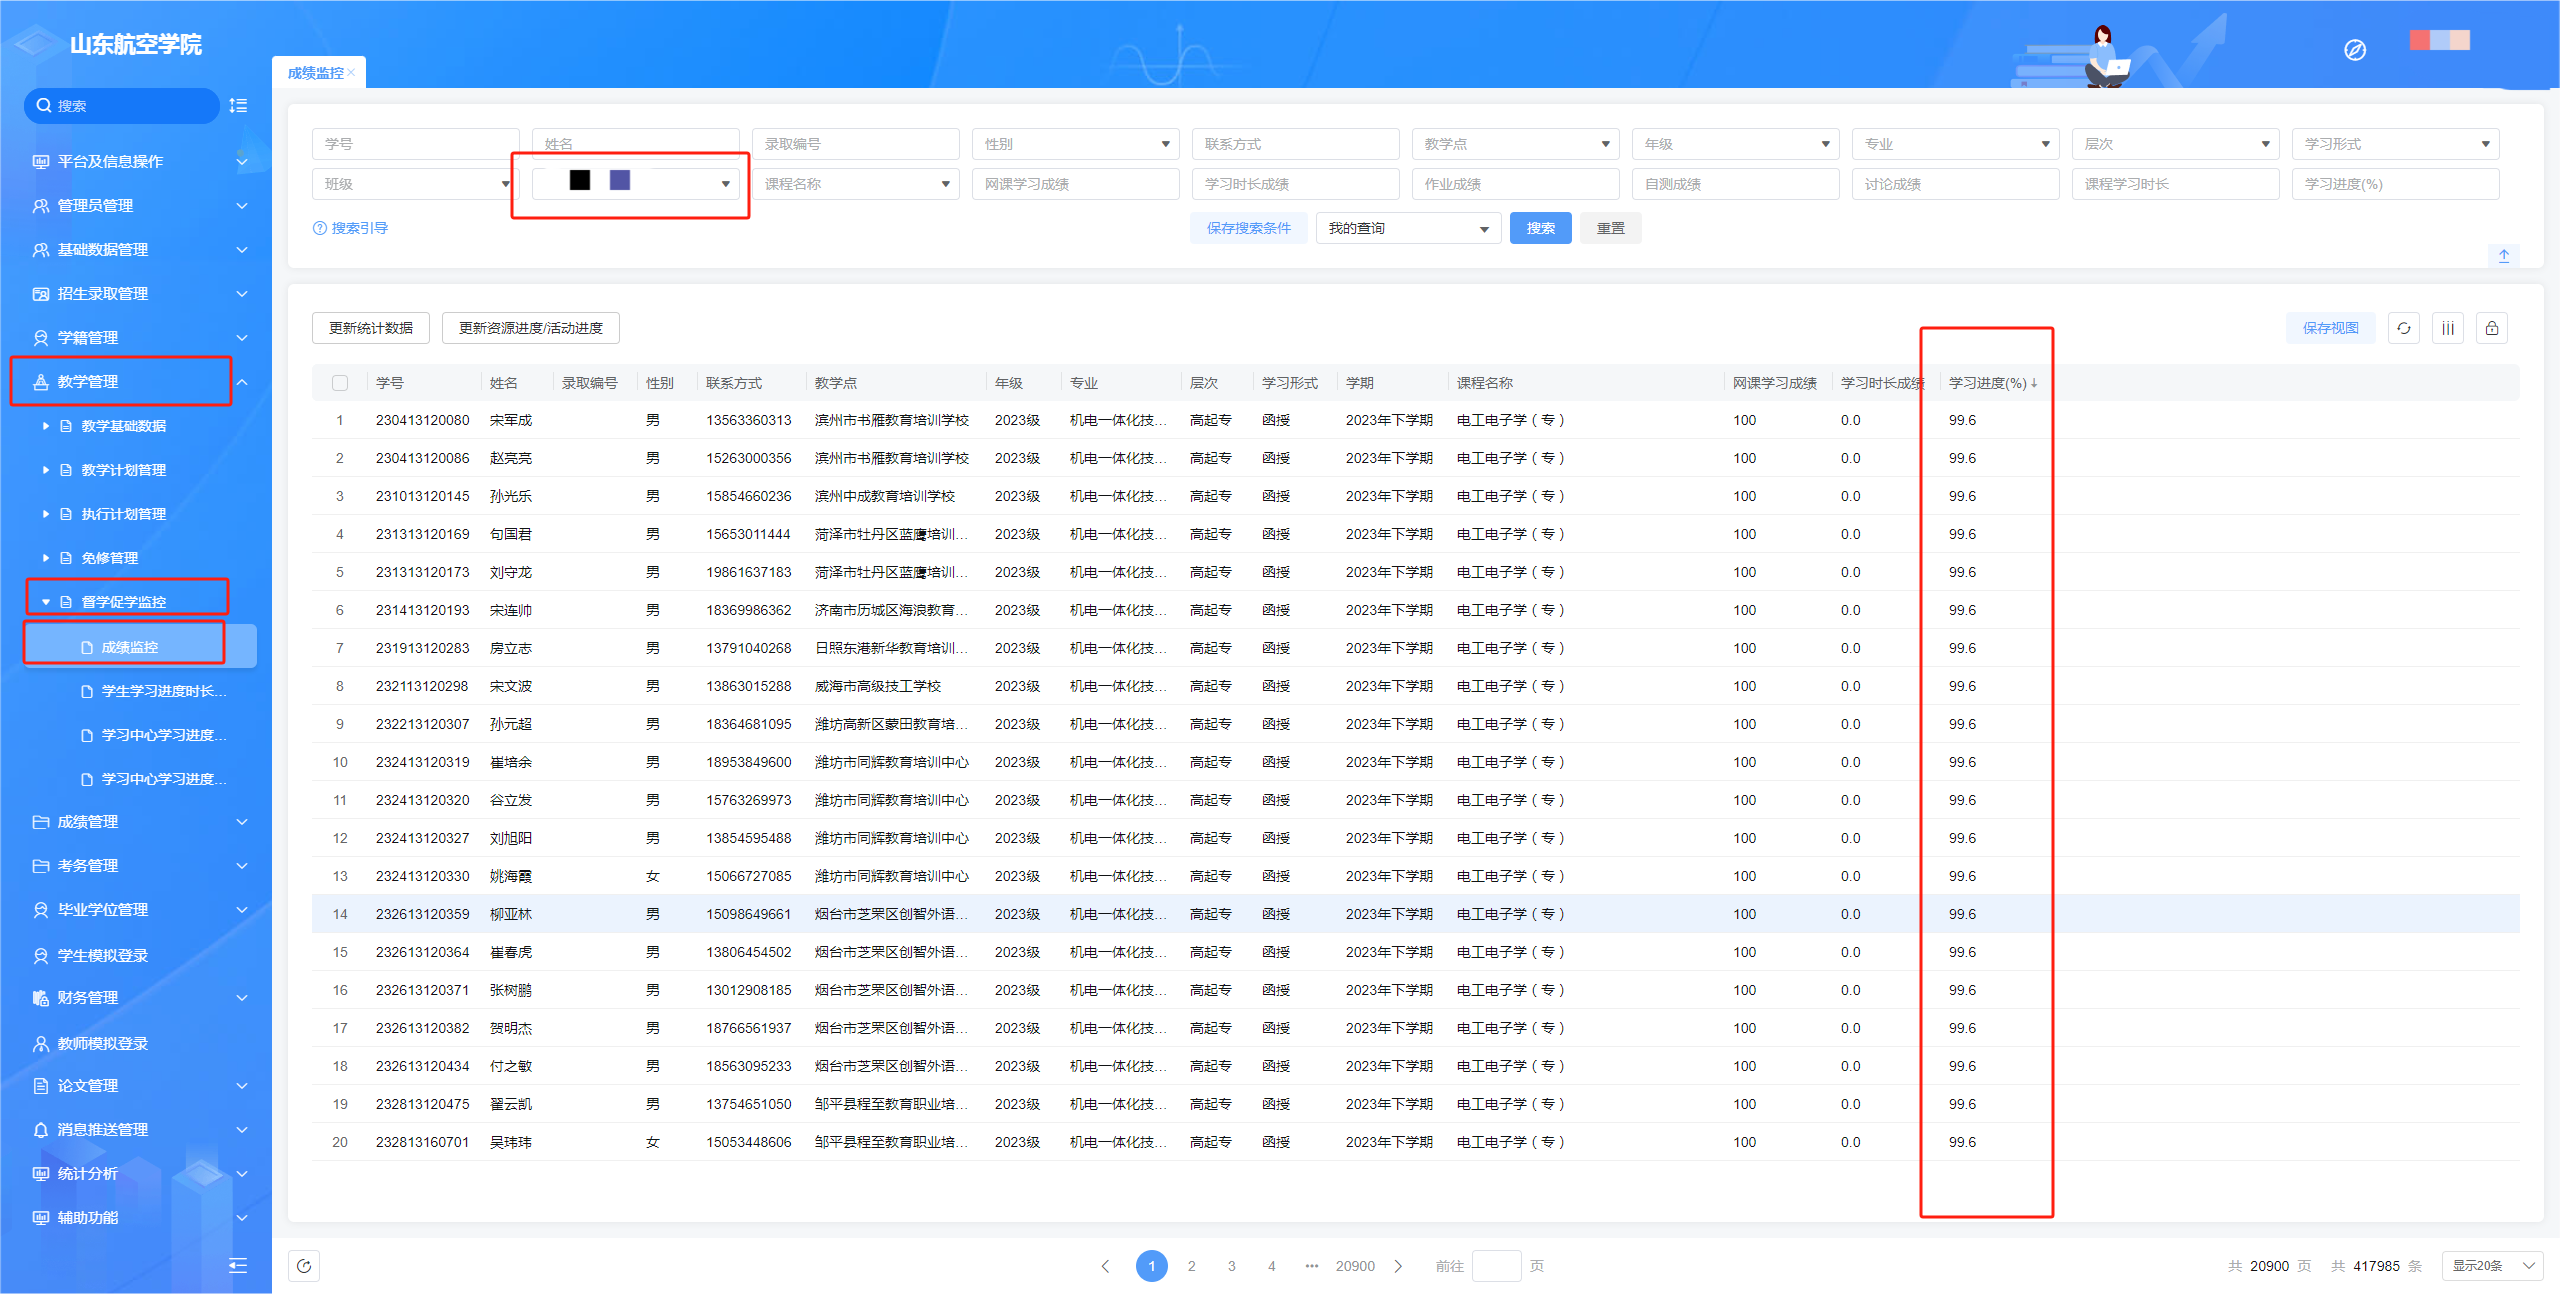 山东航空学院
搜索
平台及信息操作
管理员管理
基础数据管理
招生录取管理
学籍管理
教学管理
教学基础数据
教学计划管理
执行计划管理
免修管理
督学促学监控
成绩监控
学生学习进度时长...
学习中心学习进度...
学习中心学习进度...
成绩管理
考务管理
毕业学位管理
学生模拟登录
财务管理
教师模拟登录
论文管理
消息推送管理
统计分析
辅助功能
成绩监控
学号 姓名 录取编号 性别 联系方式 教学点 年级 专业 层次 学习形式
班级 课程名称 网课学习成绩 学习时长成绩 作业成绩 自测成绩 讨论成绩 课程学习时长 学习进度(%)
搜索引导 保存搜索条件 我的查询 搜索 重置
更新统计数据 更新资源进度/活动进度 保存视图
学号 姓名 录取编号 性别 联系方式 教学点 年级 专业 层次 学习形式 学期 课程名称 网课学习成绩 学习时长成绩 学习进度(%)
1 230413120080 宋军成 男 13563360313 滨州市书雁教育培训学校 2023级 机电一体化技... 高起专 函授 2023年下学期 电工电子学（专） 100 0.0 99.6
2 230413120086 赵亮亮 男 15263000356 滨州市书雁教育培训学校 2023级 机电一体化技... 高起专 函授 2023年下学期 电工电子学（专） 100 0.0 99.6
3 231013120145 孙光乐 男 15854660236 滨州中成教育培训学校 2023级 机电一体化技... 高起专 函授 2023年下学期 电工电子学（专） 100 0.0 99.6
4 231313120169 句国君 男 15653011444 菏泽市牡丹区蓝鹰培训... 2023级 机电一体化技... 高起专 函授 2023年下学期 电工电子学（专） 100 0.0 99.6
5 231313120173 刘守龙 男 19861637183 菏泽市牡丹区蓝鹰培训... 2023级 机电一体化技... 高起专 函授 2023年下学期 电工电子学（专） 100 0.0 99.6
6 231413120193 宋连帅 男 18369986362 济南市历城区海浪教育... 2023级 机电一体化技... 高起专 函授 2023年下学期 电工电子学（专） 100 0.0 99.6
7 231913120283 房立志 男 13791040268 日照东港新华教育培训... 2023级 机电一体化技... 高起专 函授 2023年下学期 电工电子学（专） 100 0.0 99.6
8 232113120298 宋文波 男 13863015288 威海市高级技工学校 2023级 机电一体化技... 高起专 函授 2023年下学期 电工电子学（专） 100 0.0 99.6
9 232213120307 孙元超 男 18364681095 潍坊高新区蒙田教育培... 2023级 机电一体化技... 高起专 函授 2023年下学期 电工电子学（专） 100 0.0 99.6
10 232413120319 崔培余 男 18953849600 潍坊市同辉教育培训中心 2023级 机电一体化技... 高起专 函授 2023年下学期 电工电子学（专） 100 0.0 99.6
11 232413120320 谷立发 男 15763269973 潍坊市同辉教育培训中心 2023级 机电一体化技... 高起专 函授 2023年下学期 电工电子学（专） 100 0.0 99.6
12 232413120327 刘旭阳 男 13854595488 潍坊市同辉教育培训中心 2023级 机电一体化技... 高起专 函授 2023年下学期 电工电子学（专） 100 0.0 99.6
13 232413120330 姚海霞 女 15066727085 潍坊市同辉教育培训中心 2023级 机电一体化技... 高起专 函授 2023年下学期 电工电子学（专） 100 0.0 99.6
14 232613120359 柳亚林 男 15098649661 烟台市芝罘区创智外语... 2023级 机电一体化技... 高起专 函授 2023年下学期 电工电子学（专） 100 0.0 99.6
15 232613120364 崔春虎 男 13806454502 烟台市芝罘区创智外语... 2023级 机电一体化技... 高起专 函授 2023年下学期 电工电子学（专） 100 0.0 99.6
16 232613120371 张树鹏 男 13012908185 烟台市芝罘区创智外语... 2023级 机电一体化技... 高起专 函授 2023年下学期 电工电子学（专） 100 0.0 99.6
17 232613120382 贺明杰 男 18766561937 烟台市芝罘区创智外语... 2023级 机电一体化技... 高起专 函授 2023年下学期 电工电子学（专） 100 0.0 99.6
18 232613120434 付之敏 男 18563095233 烟台市芝罘区创智外语... 2023级 机电一体化技... 高起专 函授 2023年下学期 电工电子学（专） 100 0.0 99.6
19 232813120475 翟云凯 男 13754651050 邹平县程至教育职业培... 2023级 机电一体化技... 高起专 函授 2023年下学期 电工电子学（专） 100 0.0 99.6
20 232813160701 吴玮玮 女 15053448606 邹平县程至教育职业培... 2023级 机电一体化技... 高起专 函授 2023年下学期 电工电子学（专） 100 0.0 99.6
1 2 3 4 ... 20900 前往 页 共 20900 页 共 417985 条 显示20条